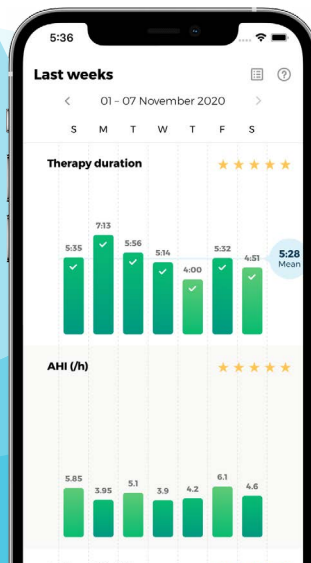 5:36
Last weeks
01 - 07 November 2020
S M T W T F S
Therapy duration
5:35 7:13 5:56 5:14 4:00 5:32 4:51
5:28
Mean
AHI (/h)
5.85 3.95 5.1 3.9 4.2 6.1 4.6